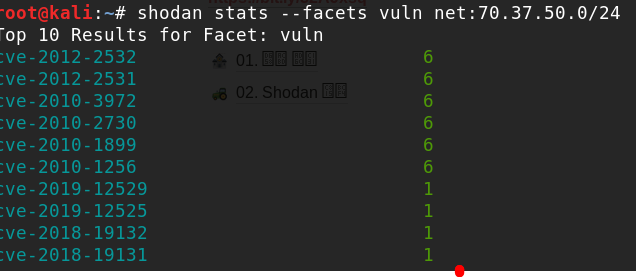 root@kali:~# shodan stats --facets vuln net:70.37.50.0/24
Top 10 Results for Facet: vuln
cve-2012-2532 6
cve-2012-2531 6
cve-2010-3972 6
cve-2010-2730 6
cve-2010-1899 6
cve-2010-1256 6
cve-2019-12529 1
cve-2019-12525 1
cve-2018-19132 1
cve-2018-19131 1
01.
02. Shodan